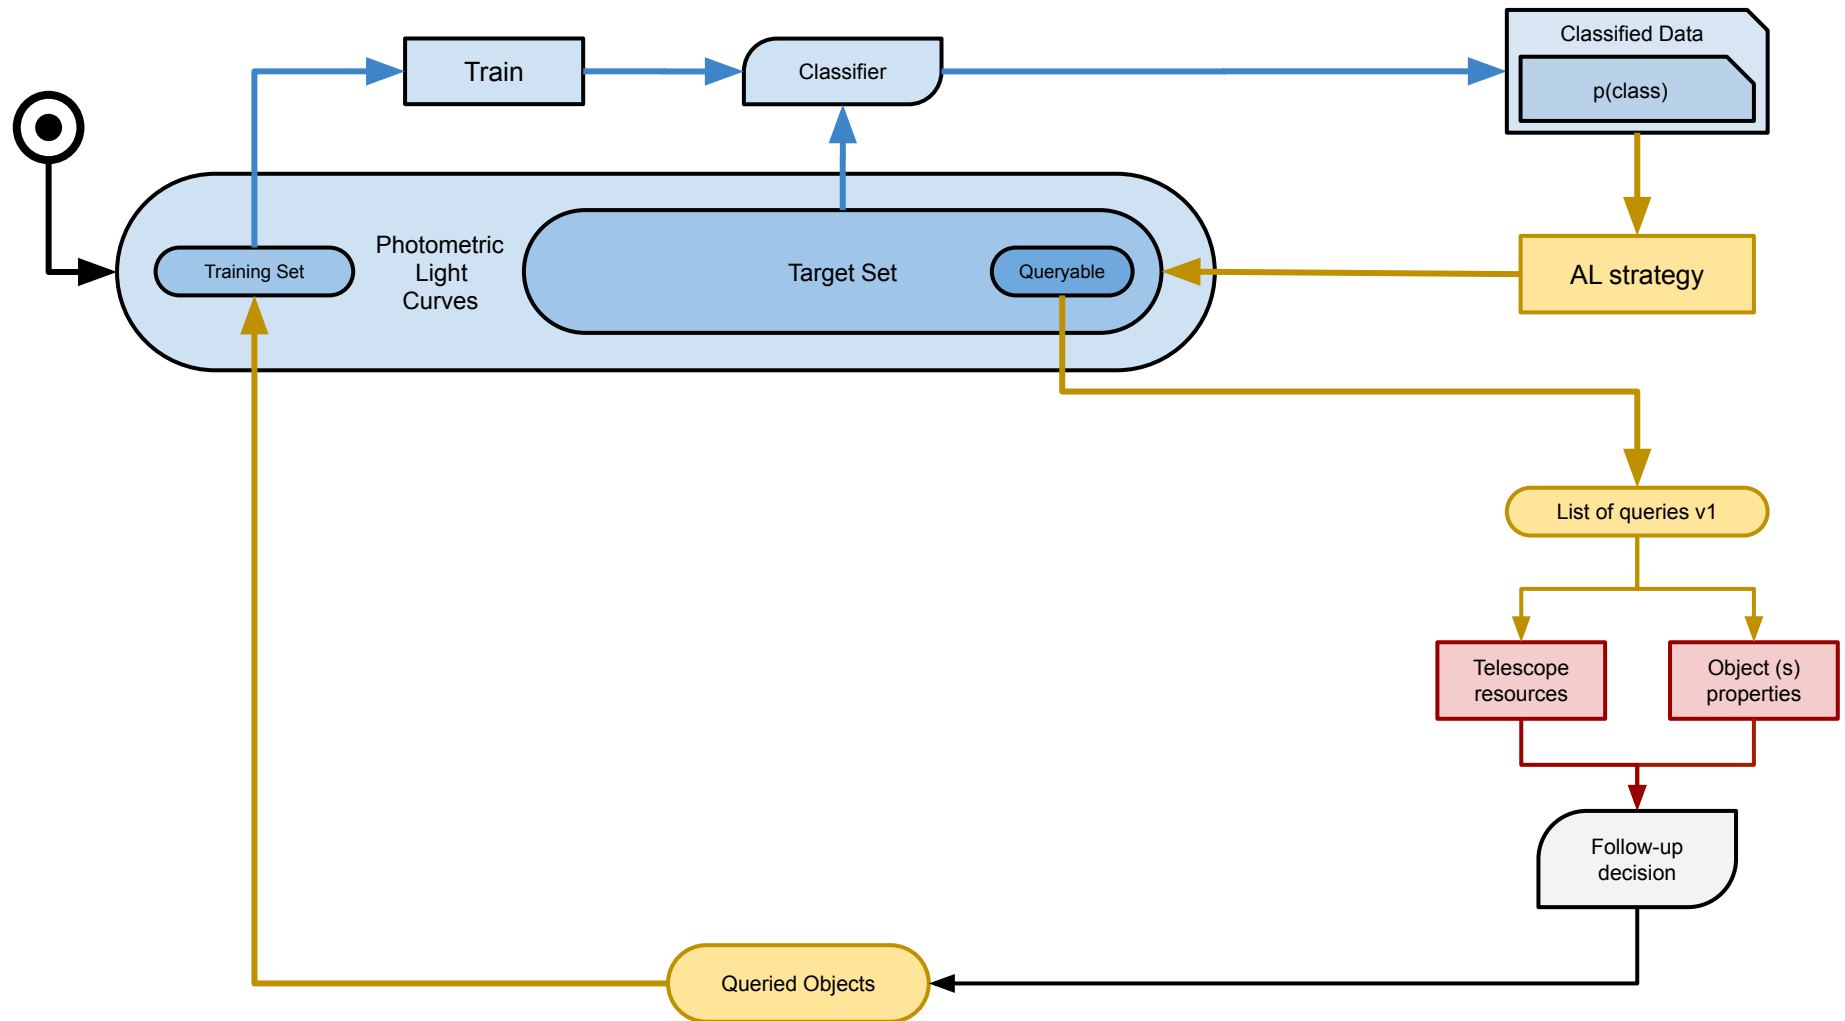 Train
Classifier
Classified Data
p(class)
Training Set
Photometric
Light
Curves
Target Set
Queryable
AL strategy
List of queries v1
Telescope
resources
Object (s)
properties
Follow-up
decision
Queried Objects